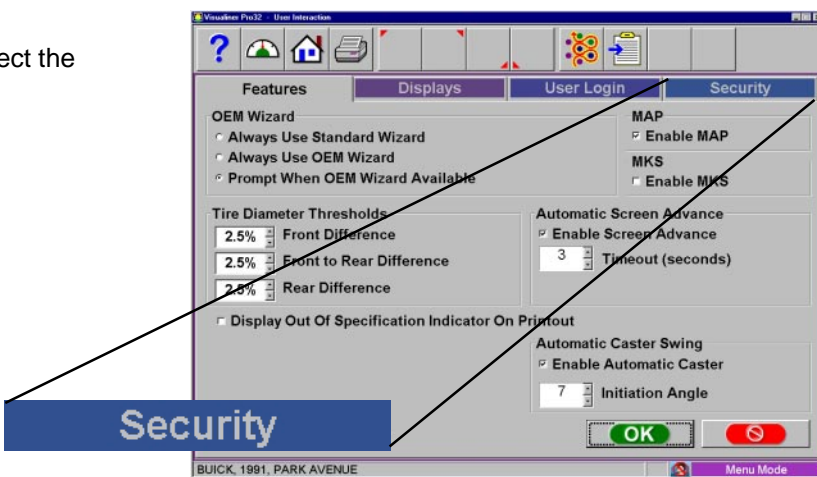 Visualiner Pro32 - User Interaction
ect the
?
Features Displays User Login Security
OEM Wizard
Always Use Standard Wizard
Always Use OEM Wizard
Prompt When OEM Wizard Available
MAP
Enable MAP
MKS
Enable MKS
Tire Diameter Thresholds
2.5% Front Difference
2.5% Front to Rear Difference
2.5% Rear Difference
Automatic Screen Advance
Enable Screen Advance
3 Timeout (seconds)
Display Out Of Specification Indicator On Printout
Automatic Caster Swing
Enable Automatic Caster
7 Initiation Angle
Security
OK
BUICK, 1991, PARK AVENUE Menu Mode